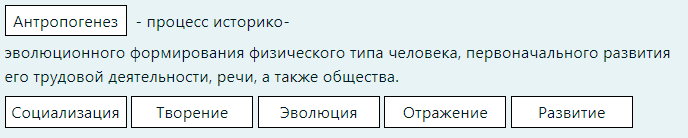 Антропогенез - процесс историко-
эволюционного формирования физического типа человека, первоначального развития
его трудовой деятельности, речи, а также общества.
Социализация Творение Эволюция Отражение Развитие